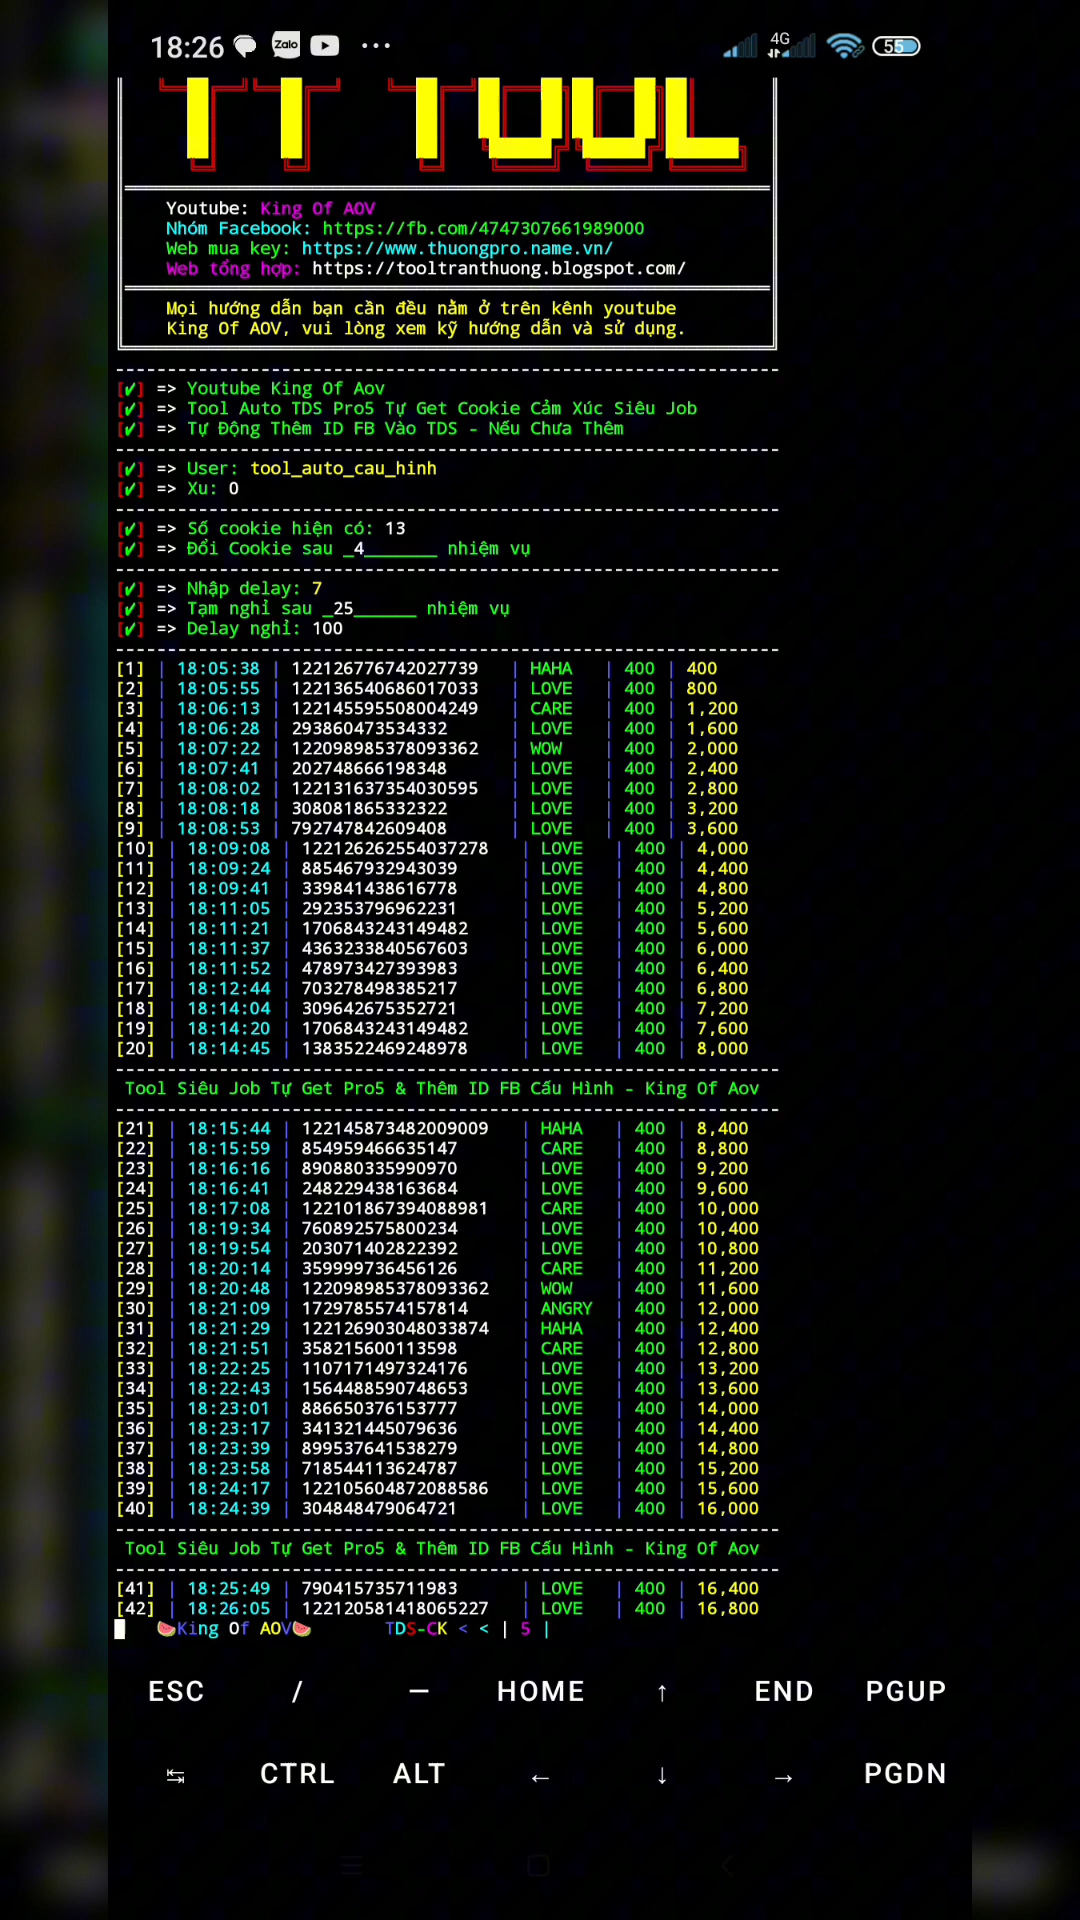 18:26 Zalo ... 4G 55
TT TOOL
Youtube: King Of AOV
Nhóm Facebook: https://fb.com/4747307661989000
Web mua key: https://www.thuongpro.name.vn/
Web tổng hợp: https://tooltranthuong.blogspot.com/
Mọi hướng dẫn bạn cần đều nằm ở trên kênh youtube
King Of AOV, vui lòng xem kỹ hướng dẫn và sử dụng.
[✔] => Youtube King Of Aov
[✔] => Tool Auto TDS Pro5 Tự Get Cookie Cảm Xúc Siêu Job
[✔] => Tự Động Thêm ID FB Vào TDS - Nếu Chưa Thêm
[✔] => User: tool_auto_cau_hinh
[✔] => Xu: 0
[✔] => Số cookie hiện có: 13
[✔] => Đổi Cookie sau _4_______ nhiệm vụ
[✔] => Nhập delay: 7
[✔] => Tạm nghỉ sau _25______ nhiệm vụ
[✔] => Delay nghỉ: 100
[1] | 18:05:38 | 122126776742027739 | HAHA | 400 | 400
[2] | 18:05:55 | 122136540686017033 | LOVE | 400 | 800
[3] | 18:06:13 | 122145595508004249 | CARE | 400 | 1,200
[4] | 18:06:28 | 293860473534332 | LOVE | 400 | 1,600
[5] | 18:07:22 | 122098985378093362 | WOW | 400 | 2,000
[6] | 18:07:41 | 202748666198348 | LOVE | 400 | 2,400
[7] | 18:08:02 | 122131637354030595 | LOVE | 400 | 2,800
[8] | 18:08:18 | 308081865332322 | LOVE | 400 | 3,200
[9] | 18:08:53 | 792747842609408 | LOVE | 400 | 3,600
[10] | 18:09:08 | 122126262554037278 | LOVE | 400 | 4,000
[11] | 18:09:24 | 885467932943039 | LOVE | 400 | 4,400
[12] | 18:09:41 | 339841438616778 | LOVE | 400 | 4,800
[13] | 18:11:05 | 292353796962231 | LOVE | 400 | 5,200
[14] | 18:11:21 | 1706843243149482 | LOVE | 400 | 5,600
[15] | 18:11:37 | 4363233840567603 | LOVE | 400 | 6,000
[16] | 18:11:52 | 478973427393983 | LOVE | 400 | 6,400
[17] | 18:12:44 | 703278498385217 | LOVE | 400 | 6,800
[18] | 18:14:04 | 309642675352721 | LOVE | 400 | 7,200
[19] | 18:14:20 | 1706843243149482 | LOVE | 400 | 7,600
[20] | 18:14:45 | 1383522469248978 | LOVE | 400 | 8,000
Tool Siêu Job Tự Get Pro5 & Thêm ID FB Cấu Hình - King Of Aov
[21] | 18:15:44 | 122145873482009009 | HAHA | 400 | 8,400
[22] | 18:15:59 | 854959466635147 | CARE | 400 | 8,800
[23] | 18:16:16 | 890880335990970 | LOVE | 400 | 9,200
[24] | 18:16:41 | 248229438163684 | LOVE | 400 | 9,600
[25] | 18:17:08 | 122101867394088981 | CARE | 400 | 10,000
[26] | 18:19:34 | 760892575800234 | LOVE | 400 | 10,400
[27] | 18:19:54 | 203071402822392 | LOVE | 400 | 10,800
[28] | 18:20:14 | 359999736456126 | CARE | 400 | 11,200
[29] | 18:20:48 | 122098985378093362 | WOW | 400 | 11,600
[30] | 18:21:09 | 1729785574157814 | ANGRY | 400 | 12,000
[31] | 18:21:29 | 122126903048033874 | HAHA | 400 | 12,400
[32] | 18:21:51 | 358215600113598 | CARE | 400 | 12,800
[33] | 18:22:25 | 1107171497324176 | LOVE | 400 | 13,200
[34] | 18:22:43 | 1564488590748653 | LOVE | 400 | 13,600
[35] | 18:23:01 | 886650376153777 | LOVE | 400 | 14,000
[36] | 18:23:17 | 341321445079636 | LOVE | 400 | 14,400
[37] | 18:23:39 | 899537641538279 | LOVE | 400 | 14,800
[38] | 18:23:58 | 718544113624787 | LOVE | 400 | 15,200
[39] | 18:24:17 | 122105604872088586 | LOVE | 400 | 15,600
[40] | 18:24:39 | 304848479064721 | LOVE | 400 | 16,000
Tool Siêu Job Tự Get Pro5 & Thêm ID FB Cấu Hình - King Of Aov
[41] | 18:25:49 | 790415735711983 | LOVE | 400 | 16,400
[42] | 18:26:05 | 122120581418065227 | LOVE | 400 | 16,800
🍉King Of AOV🍉 TDS-CK < < | 5 |
ESC / — HOME ↑ END PGUP
↹ CTRL ALT ← ↓ → PGDN